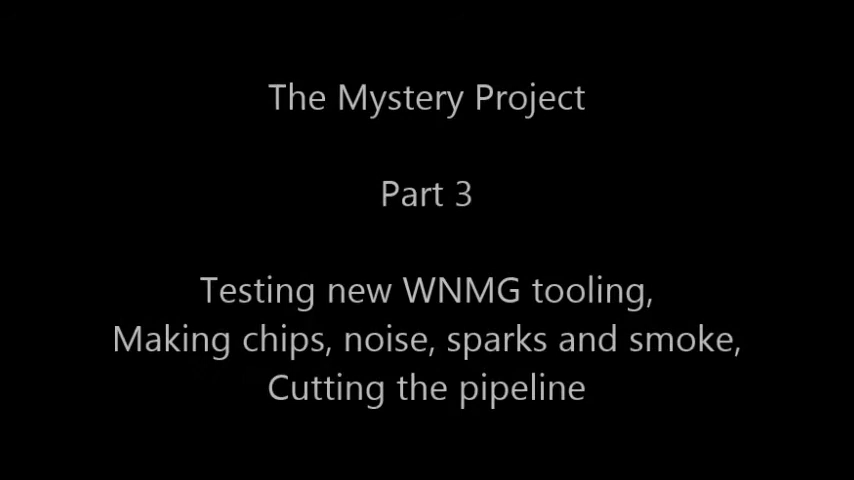 The Mystery Project
Part 3
Testing new WNMG tooling,
Making chips, noise, sparks and smoke,
Cutting the pipeline